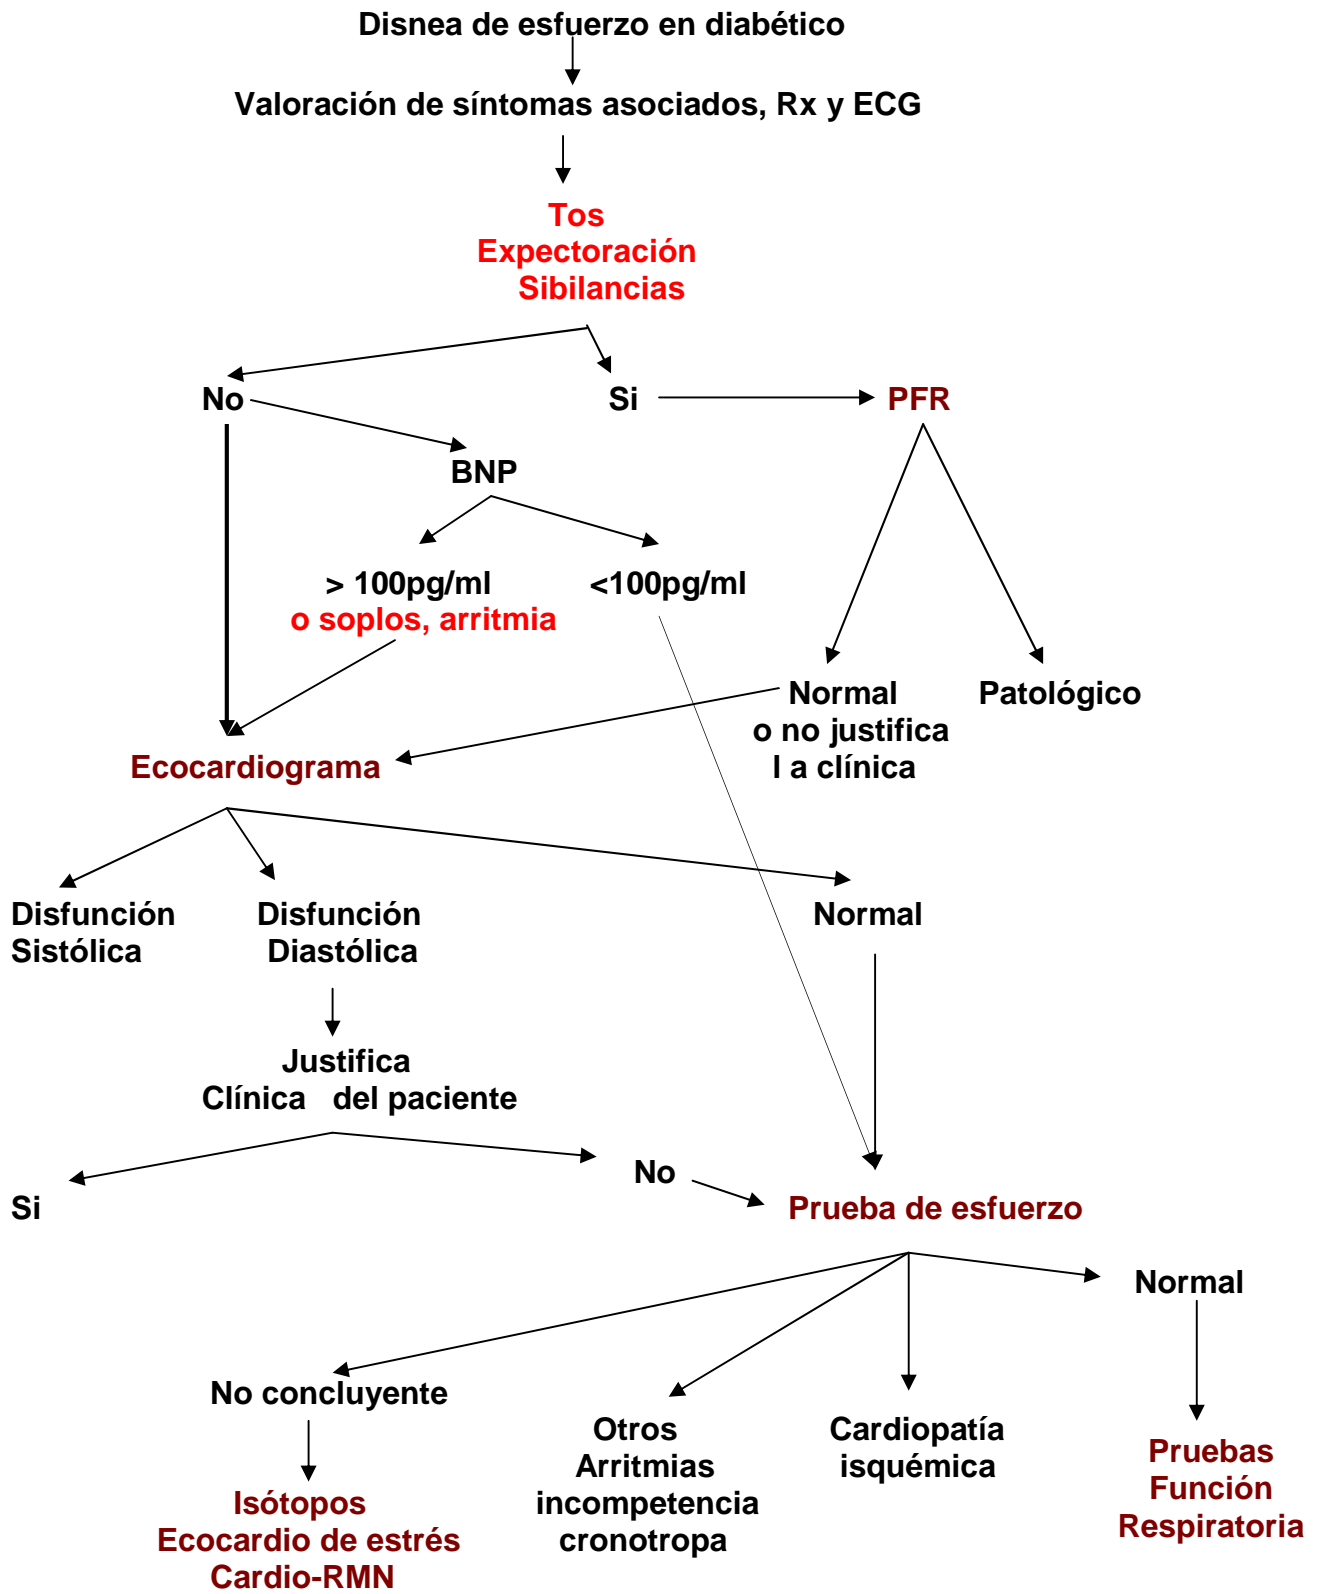 Disnea de esfuerzo en diabético
Valoración de síntomas asociados, Rx y ECG
Tos
Expectoración
Sibilancias
No
Si
PFR
BNP
> 100pg/ml
<100pg/ml
o soplos, arritmia
Normal
o no justifica
l a clínica
Patológico
Ecocardiograma
Disfunción
Sistólica
Disfunción
Diastólica
Normal
Justifica
Clínica del paciente
Si
No
Prueba de esfuerzo
Normal
No concluyente
Isótopos
Ecocardio de estrés
Cardio-RMN
Otros
Arritmias
incompetencia
cronotropa
Cardiopatía
isquémica
Pruebas
Función
Respiratoria